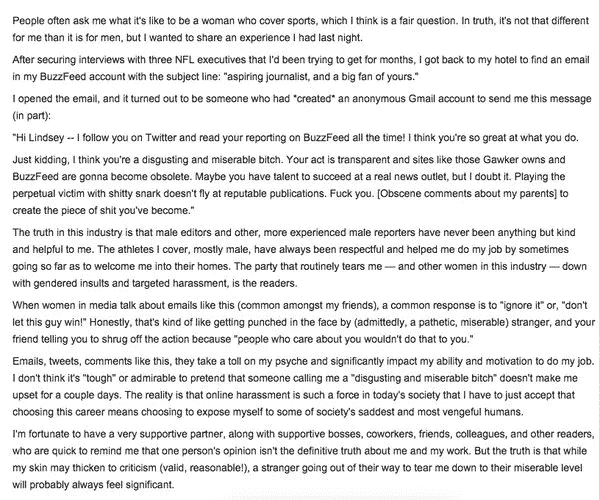 People often ask me what it's like to be a woman who cover sports, which I think is a fair question. In truth, it's not that different
for me than it is for men, but I wanted to share an experience I had last night.
After securing interviews with three NFL executives that I'd been trying to get for months, I got back to my hotel to find an email
in my BuzzFeed account with the subject line: "aspiring journalist, and a big fan of yours."
I opened the email, and it turned out to be someone who had *created* an anonymous Gmail account to send me this message
(in part):
"Hi Lindsey -- I follow you on Twitter and read your reporting on BuzzFeed all the time! I think you're so great at what you do.
Just kidding, I think you're a disgusting and miserable bitch. Your act is transparent and sites like those Gawker owns and
BuzzFeed are gonna become obsolete. Maybe you have talent to succeed at a real news outlet, but I doubt it. Playing the
perpetual victim with shitty snark doesn't fly at reputable publications. Fuck you. [Obscene comments about my parents] to
create the piece of shit you've become."
The truth in this industry is that male editors and other, more experienced male reporters have never been anything but kind
and helpful to me. The athletes I cover, mostly male, have always been respectful and helped me do my job by sometimes
going so far as to welcome me into their homes. The party that routinely tears me — and other women in this industry — down
with gendered insults and targeted harassment, is the readers.
When women in media talk about emails like this (common amongst my friends), a common response is to "ignore it" or, "don't
let this guy win!" Honestly, that's kind of like getting punched in the face by (admittedly, a pathetic, miserable) stranger, and your
friend telling you to shrug off the action because "people who care about you wouldn't do that to you."
Emails, tweets, comments like this, they take a toll on my psyche and significantly impact my ability and motivation to do my job.
I don't think it's "tough" or admirable to pretend that someone calling me a "disgusting and miserable bitch" doesn't make me
upset for a couple days. The reality is that online harassment is such a force in today's society that I have to just accept that
choosing this career means choosing to expose myself to some of society's saddest and most vengeful humans.
I'm fortunate to have a very supportive partner, along with supportive bosses, coworkers, friends, colleagues, and other readers,
who are quick to remind me that one person's opinion isn't the definitive truth about me and my work. But the truth is that while
my skin may thicken to criticism (valid, reasonable!), a stranger going out of their way to tear me down to their miserable level
will probably always feel significant.